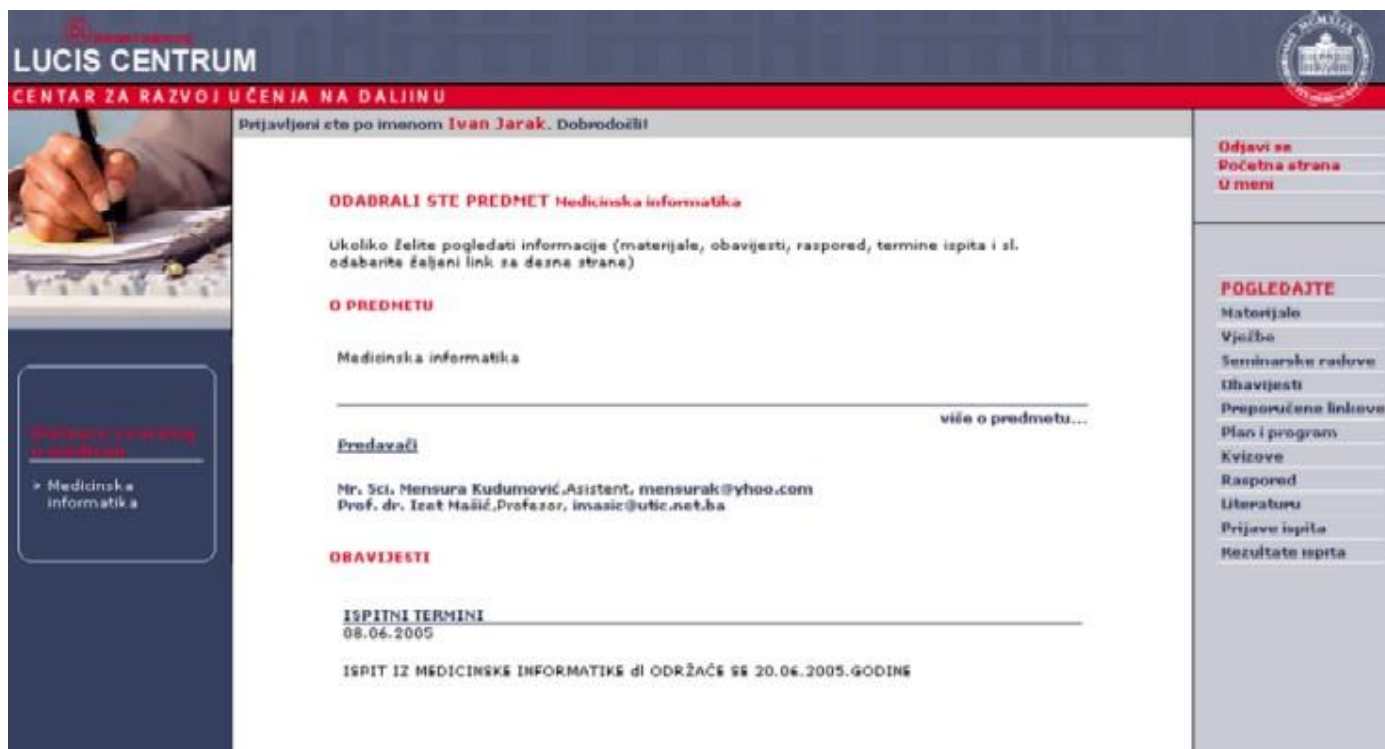 LUCIS CENTRUM
CENTAR ZA RAZVOJ UČENJA NA DALJINU
Prijavljeni ste po imenom Ivan Jarak. Dobrodošli!
Odjavi se
Početna strana
O meni
ODABRALI STE PREDMET Medicinska informatika
Ukoliko želite pogledati informacije (materijale, obavijesti, raspored, termine ispita i sl.
odaberite željeni link sa desne strane)
O PREDMETU
Medicinska informatika
više o predmetu...
Predavači
Mr. Sci. Mensura Kudumović,Asistent, mensurak@yhoo.com
Prof. dr. Izet Mašić,Profesor, imasic@utic.net.ba
OBAVIJESTI
ISPITNI TERMINI
08.06.2005
ISPIT IZ MEDICINSKE INFORMATIKE dl ODRŽAĆE SE 20.06.2005.GODINE
» Medicinska
informatika
POGLEDAJTE
Materijale
Vježbe
Seminarske radove
Obavijesti
Preporučene linkove
Plan i program
Kvizove
Raspored
Literaturu
Prijave ispita
Rezultate ispita